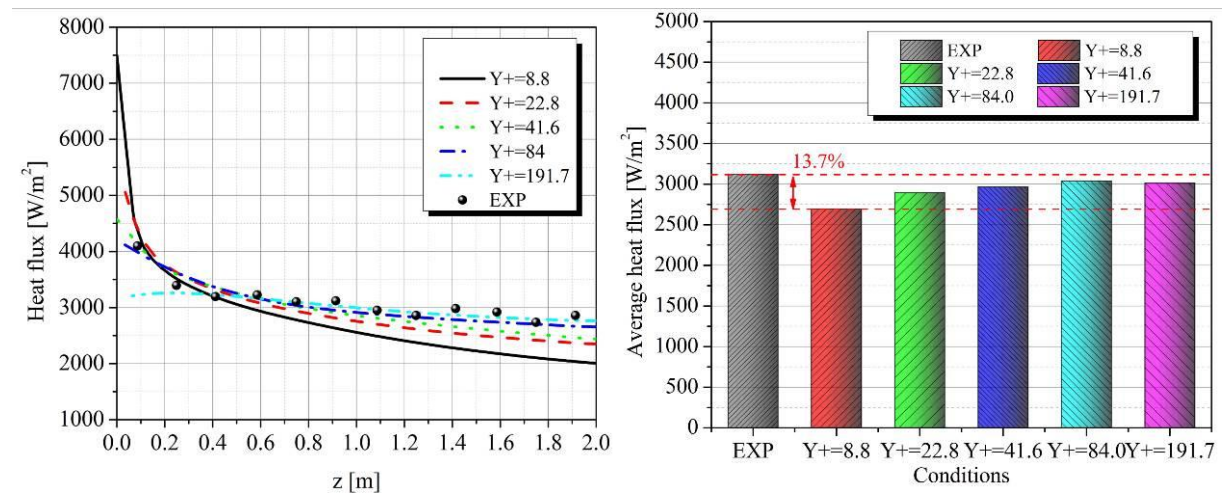 8000
7000
6000
5000
4000
3000
2000
1000
Heat flux [W/m²]
0.0 0.2 0.4 0.6 0.8 1.0 1.2 1.4 1.6 1.8 2.0
z [m]
Y+=8.8
Y+=22.8
Y+=41.6
Y+=84
Y+=191.7
EXP
5000
4500
4000
3500
3000
2500
2000
1500
1000
500
0
Average heat flux [W/m²]
EXP Y+=8.8
Y+=22.8 Y+=41.6
Y+=84.0 Y+=191.7
13.7%
EXP Y+=8.8 Y+=22.8 Y+=41.6 Y+=84.0 Y+=191.7
Conditions